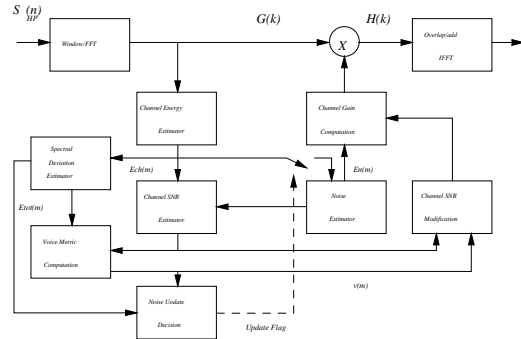 S (n)
HP
G(k)
H(k)
Window/FFT
X
Overlap/add
IFFT
Channel Energy
Estimator
Channel Gain
Computation
Spectral
Deviation
Estimator
Ech(m)
En(m)
Channel SNR
Estimator
Noise
Estimator
Channel SNR
Modification
Etot(m)
Voice Metric
Computation
v(m)
Noise Uodate
Decision
Update Flag